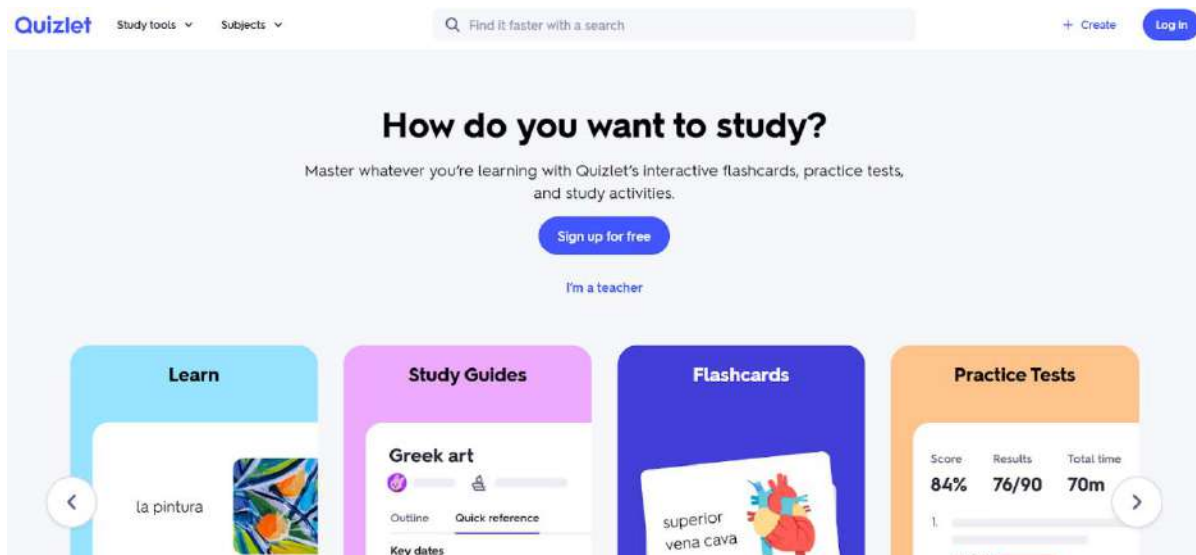 Quizlet Study tools Subjects Find it faster with a search + Create Log in
How do you want to study?
Master whatever you're learning with Quizlet's interactive flashcards, practice tests,
and study activities.
Sign up for free
I'm a teacher
Learn
la pintura
Study Guides
Greek art
Outline Quick reference
Key dates
Flashcards
superior
vena cava
Practice Tests
Score Results Total time
84% 76/90 70m
1.